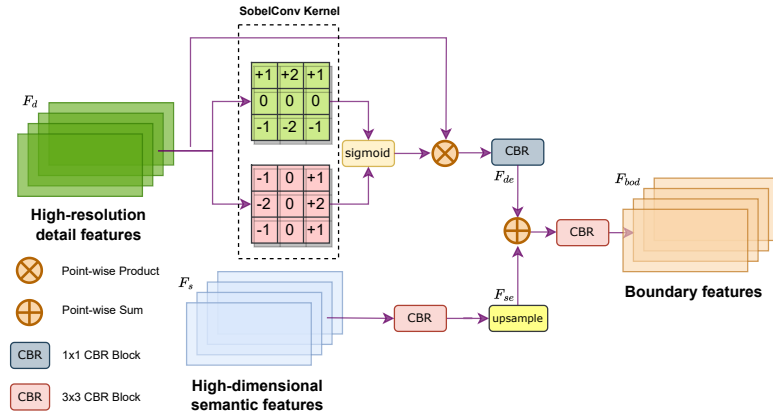 SobelConv Kernel
F_d
+1 +2 +1
0 0 0
-1 -2 -1
-1 0 +1
-2 0 +2
-1 0 +1
sigmoid
CBR
F_de
F_bod
High-resolution
detail features
CBR
Boundary features
Point-wise Product
Point-wise Sum
F_s
F_se
CBR
upsample
CBR
1x1 CBR Block
CBR
3x3 CBR Block
High-dimensional
semantic features